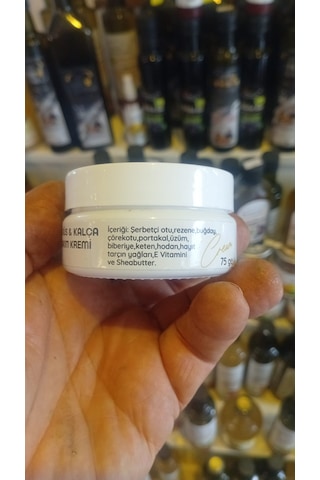 & KALÇA
KREMİ
İçeriği: Şerbetçi otu,rezene,buğday,
çörekotu,portakal,üzüm,
biberiye,keten,hodan,hayıt
tarçın yağları,E Vitamini
ve Sheabutter.
Cream
75